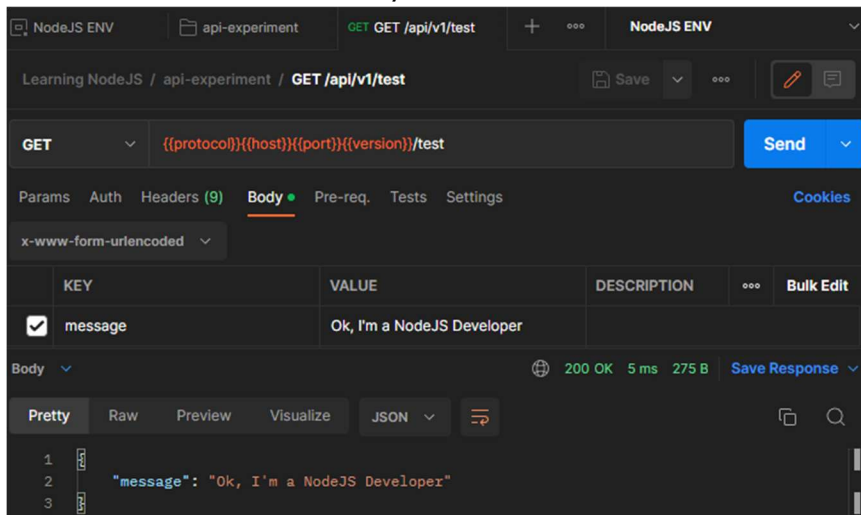 NodeJS ENV api-experiment GET GET /api/v1/test + ooo NodeJS ENV
Learning NodeJS / api-experiment / GET /api/v1/test Save ooo
GET {{protocol}}{{host}}{{port}}{{version}}/test Send
Params Auth Headers (9) Body Pre-req. Tests Settings Cookies
x-www-form-urlencoded
KEY VALUE DESCRIPTION ooo Bulk Edit
message Ok, I'm a NodeJS Developer
Body 200 OK 5 ms 275 B Save Response
Pretty Raw Preview Visualize JSON
1 {
2 "message": "Ok, I'm a NodeJS Developer"
3 }